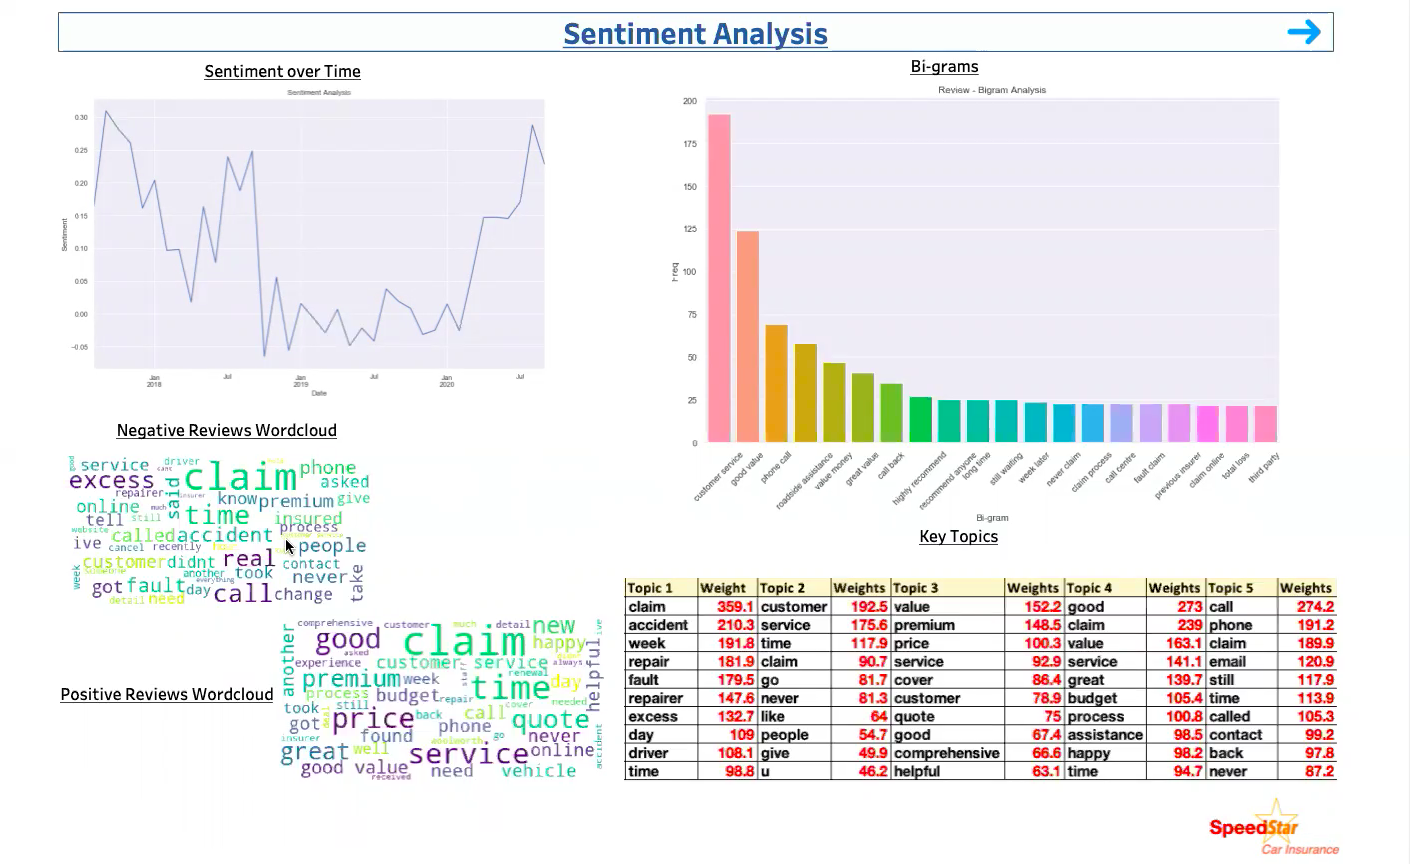 Sentiment Analysis
Sentiment over Time
Sentiment Analysis
0.30
0.25
0.20
0.15
0.10
0.05
0.00
−0.05
Sentiment
Jan
2018
Jul
Jan
2019
Jul
Jan
2020
Jul
Date
Bi-grams
Review - Bigram Analysis
200
175
150
125
100
75
50
25
0
Freq
customer service
good value
phone call
roadside assistance
value money
great value
call back
highly recommend
recommend anyone
long time
still waiting
week later
never claim
claim process
call centre
fault claim
previous insurer
claim online
total loss
third party
Bi-gram
Negative Reviews Wordcloud
good service driver claim phone
excess cant asked
repairer said insurer know premium give
online much
tell still time insured
website called accident process
ive cancel recently people
customer didnt real contact
week someone another took never
got fault day everything call change take
detail need
Positive Reviews Wordcloud
comprehensive customer much detail new live
another good claim happy
asked
experience customer service always helpful
premium week staff renewal
process budget repair time day
took still deal cover needed
got price back call phone quote
insurer found go never
great well woolworth service online accident
good value need vehicle
received
Key Topics
Topic 1 Weight Topic 2 Weights Topic 3 Weights Topic 4 Weights Topic 5 Weights
claim 359.1 customer 192.5 value 152.2 good 273 call 274.2
accident 210.3 service 175.6 premium 148.5 claim 239 phone 191.2
week 191.8 time 117.9 price 100.3 value 163.1 claim 189.9
repair 181.9 claim 90.7 service 92.9 service 141.1 email 120.9
fault 179.5 go 81.7 cover 86.4 great 139.7 still 117.9
repairer 147.6 never 81.3 customer 78.9 budget 105.4 time 113.9
excess 132.7 like 64 quote 75 process 100.8 called 105.3
day 109 people 54.7 good 67.4 assistance 98.5 contact 99.2
driver 108.1 give 49.9 comprehensive 66.6 happy 98.2 back 97.8
time 98.8 u 46.2 helpful 63.1 time 94.7 never 87.2
SpeedStar
Car Insurance